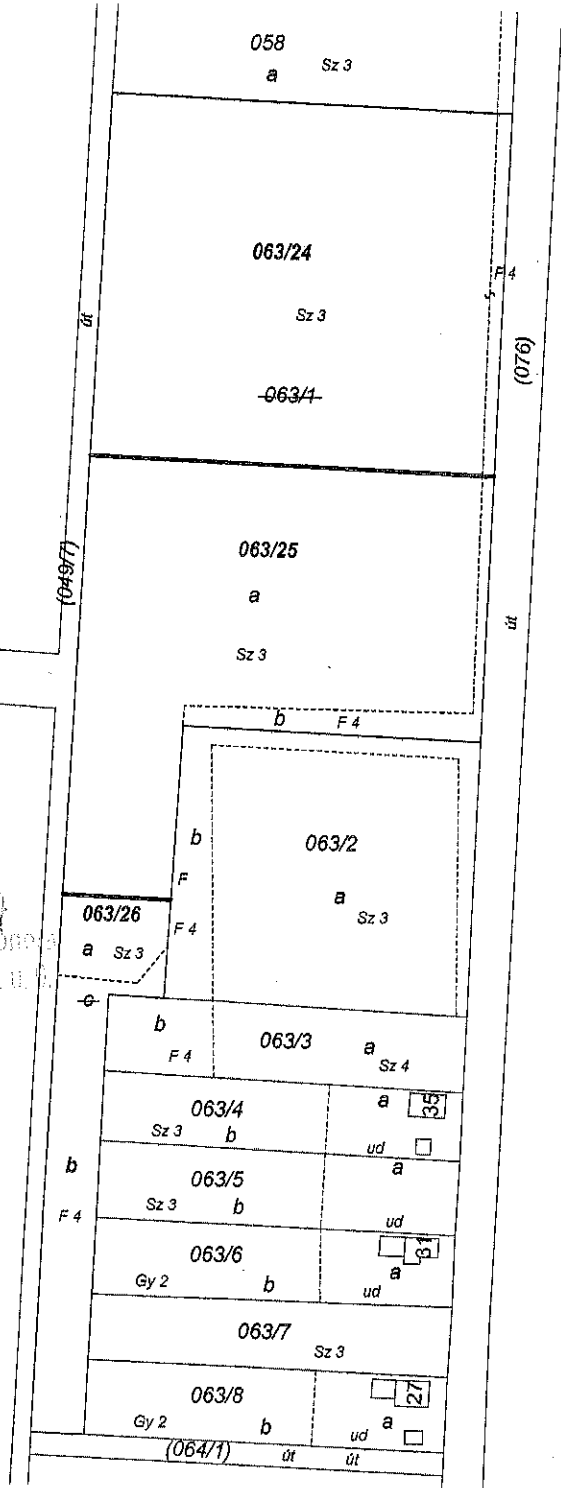 058
a Sz 3
063/24
F 4
Sz 3
út
(076)
063/1
063/25
(049/7)
a
út
Sz 3
b F 4
b
063/2
F
a
Sz 3
063/26
F 4
a Sz 3
c
b
063/3
a
F 4
Sz 4
063/4
a
35
Sz 3 b
ud
063/5
a
b
Sz 3 b
F 4
ud
063/6
31
a
Gy 2 b
ud
063/7
Sz 3
063/8
27
a
Gy 2 b
ud
(064/1) út út